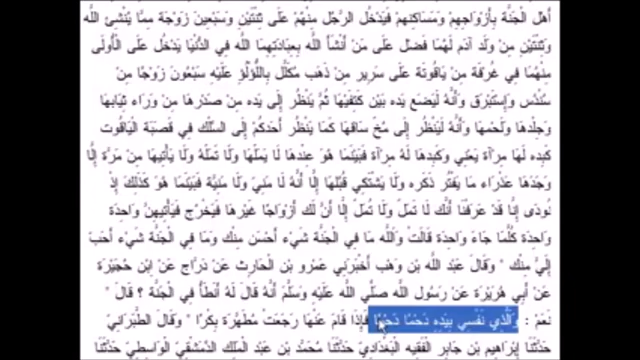 أهل الجنة بأزواجهم ومساكنهم فيدخل الرجل منهم على ثنتين وسبعين زوجة مما ينشئ الله
وثنتين من ولد آدم لهما فضل على من أنشأ الله بعبادتهما الله في الدنيا يدخل على الأولى
منهما في غرفة من ياقوتة على سرير من ذهب مكلل باللؤلؤ عليه سبعون زوجا من
سندس وإستبرق وأنه ليضع يده بين كتفيها ثم ينظر إلى يده من صدرها من وراء ثيابها
وجلدها ولحمها وأنه لينظر إلى مخ ساقها كما ينظر أحدكم إلى السلك في قصبة الياقوت
كبده لها مرآة يعني وكبدها له مرآة فبينما هو عندها لا يملها ولا تمله ولا يأتيها من مرة إلا
وجدها عذراء ما يفتر ذكره ولا يشتكي قبلها إلا أنه لا مني ولا منية فبينما هو كذلك إذ
نودى إنا قد عرفنا أنك لا تمل ولا تمل إلا أن لك أزواجا غيرها فيخرج فيأتيهن واحدة
واحدة كلما جاء واحدة قالت والله ما في الجنة شيء أحسن منك وما في الجنة شيء أحب
إلي منك " وقال عبد الله بن وهب أخبرني عمرو بن الحارث عن دراج عن ابن حجيرة
عن أبي هريرة عن رسول الله صلي الله عليه وسلم أنه قال له أنطأ في الجنة ؟ قال "
نعم : والذي نفسي بيده دحما دحما فإذا قام عنها رجعت مطهرة بكرا " وقال الطبراني
حدثنا إبراهيم بن جابر الفقيه البغدادي حدثنا محمد بن عبد الملك الدمشقي الواسطي حدثنا